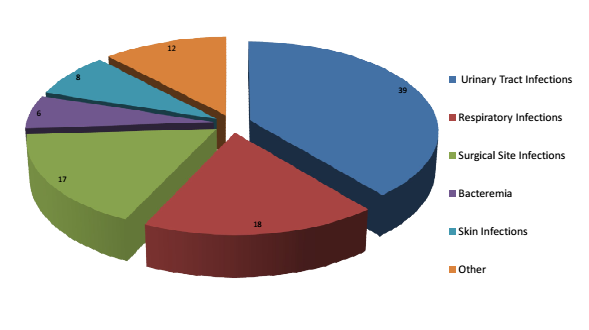 12
8
39
6
17
18
Urinary Tract Infections
Respiratory Infections
Surgical Site Infections
Bacteremia
Skin Infections
Other